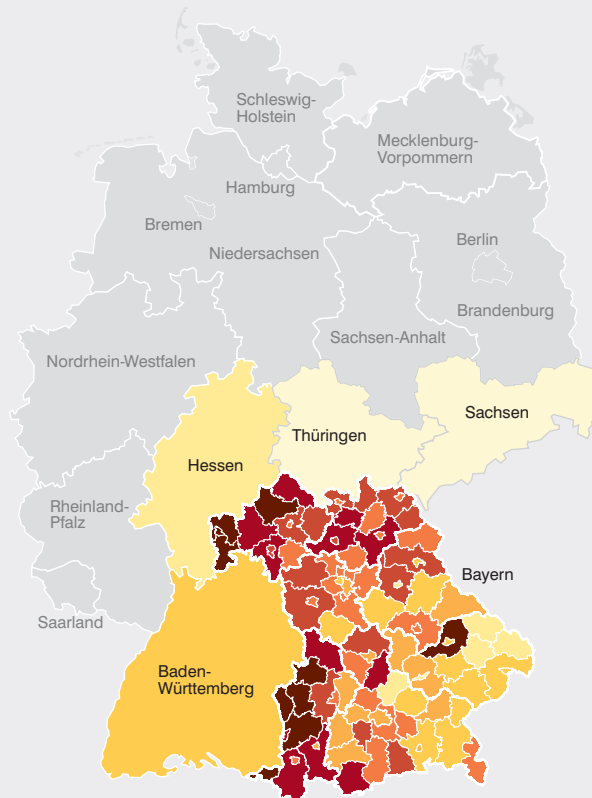 Schleswig-
Holstein
Mecklenburg-
Vorpommern
Hamburg
Bremen
Berlin
Niedersachsen
Brandenburg
Sachsen-Anhalt
Nordrhein-Westfalen
Sachsen
Thüringen
Hessen
Rheinland-
Pfalz
Bayern
Saarland
Baden-
Württemberg